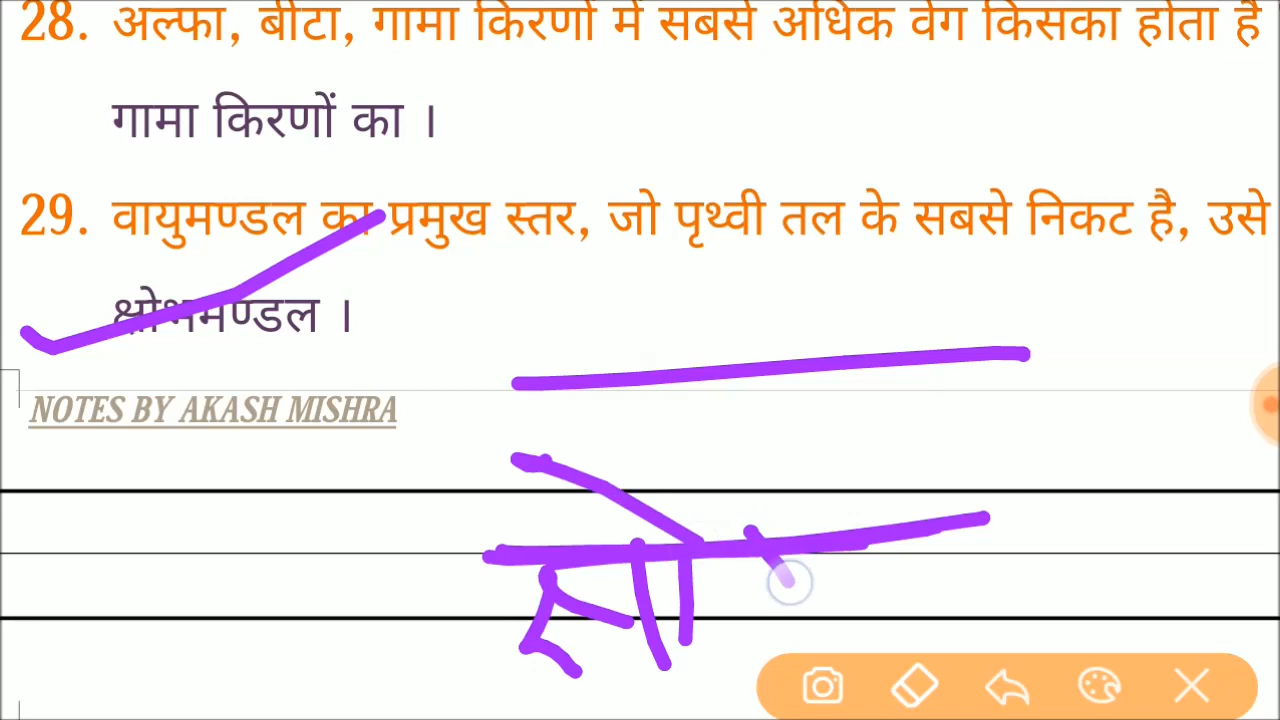 28. अल्फा, बीटा, गामा किरणों में सबसे अधिक वेग किसका होता है
गामा किरणों का ।
29. वायुमण्डल का प्रमुख स्तर, जो पृथ्वी तल के सबसे निकट है, उसे
क्षोभमण्डल ।
NOTES BY AKASH MISHRA